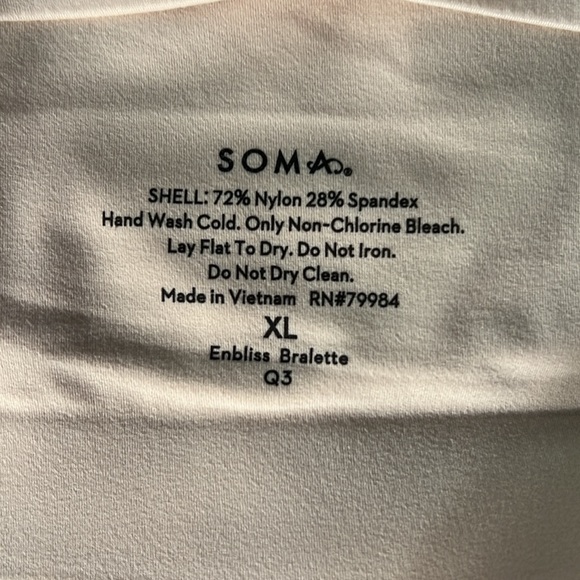 SOMA®
SHELL: 72% Nylon 28% Spandex
Hand Wash Cold. Only Non-Chlorine Bleach.
Lay Flat To Dry. Do Not Iron.
Do Not Dry Clean.
Made in Vietnam RN#79984
XL
Enbliss Bralette
Q3